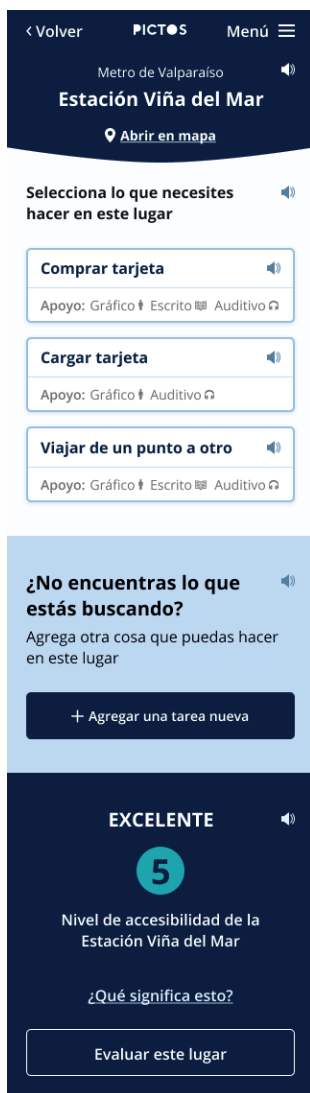 < Volver PICTOS Menú
Metro de Valparaíso
Estación Viña del Mar
Abrir en mapa
Selecciona lo que necesites
hacer en este lugar
Comprar tarjeta
Apoyo: Gráfico Escrito Auditivo
Cargar tarjeta
Apoyo: Gráfico Auditivo
Viajar de un punto a otro
Apoyo: Gráfico Escrito Auditivo
¿No encuentras lo que
estás buscando?
Agrega otra cosa que puedas hacer
en este lugar
+ Agregar una tarea nueva
EXCELENTE
5
Nivel de accesibilidad de la
Estación Viña del Mar
¿Qué significa esto?
Evaluar este lugar